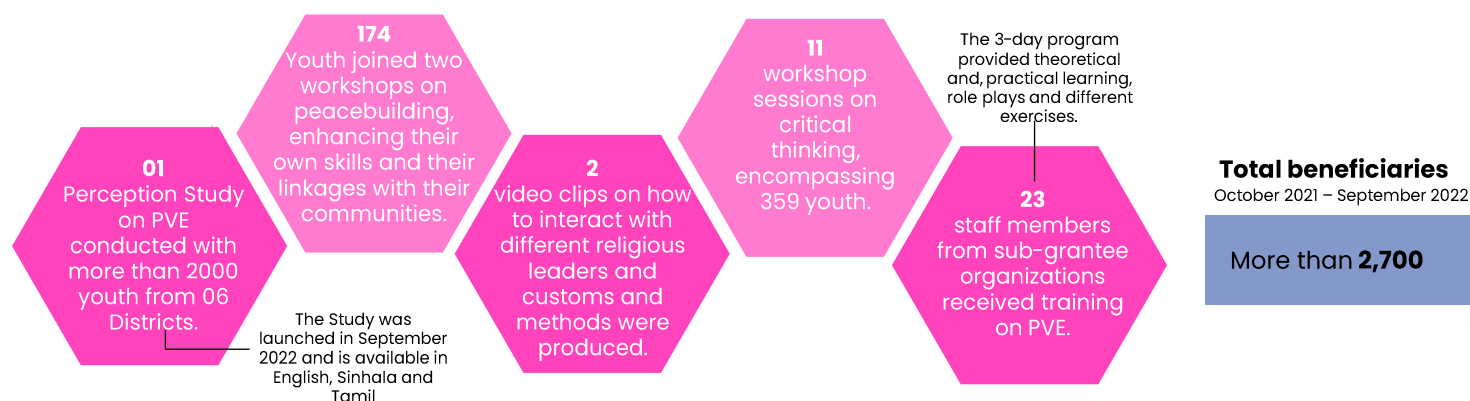 01
Perception Study
on PVE
conducted with
more than 2000
youth from 06
Districts.
The Study was
launched in September
2022 and is available in
English, Sinhala and
Tamil
174
Youth joined two
workshops on
peacebuilding,
enhancing their
own skills and their
linkages with their
communities.
2
video clips on how
to interact with
different religious
leaders and
customs and
methods were
produced.
11
workshop
sessions on
critical
thinking,
encompassing
359 youth.
The 3-day program
provided theoretical
and, practical learning,
role plays and different
exercises.
23
staff members
from sub-grantee
organizations
received training
on PVE.
Total beneficiaries
October 2021 – September 2022
More than 2,700